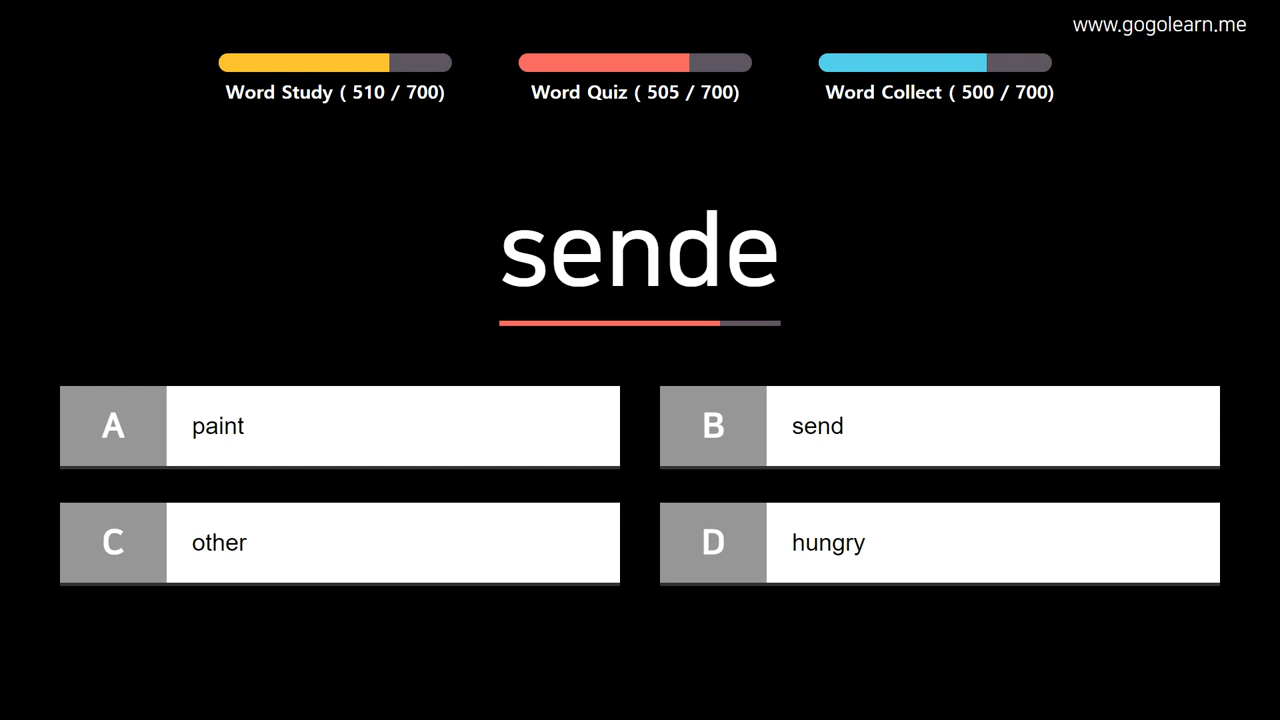 www.gogolearn.me
Word Study ( 510 / 700)
Word Quiz ( 505 / 700)
Word Collect ( 500 / 700)
sende
A paint
B send
C other
D hungry